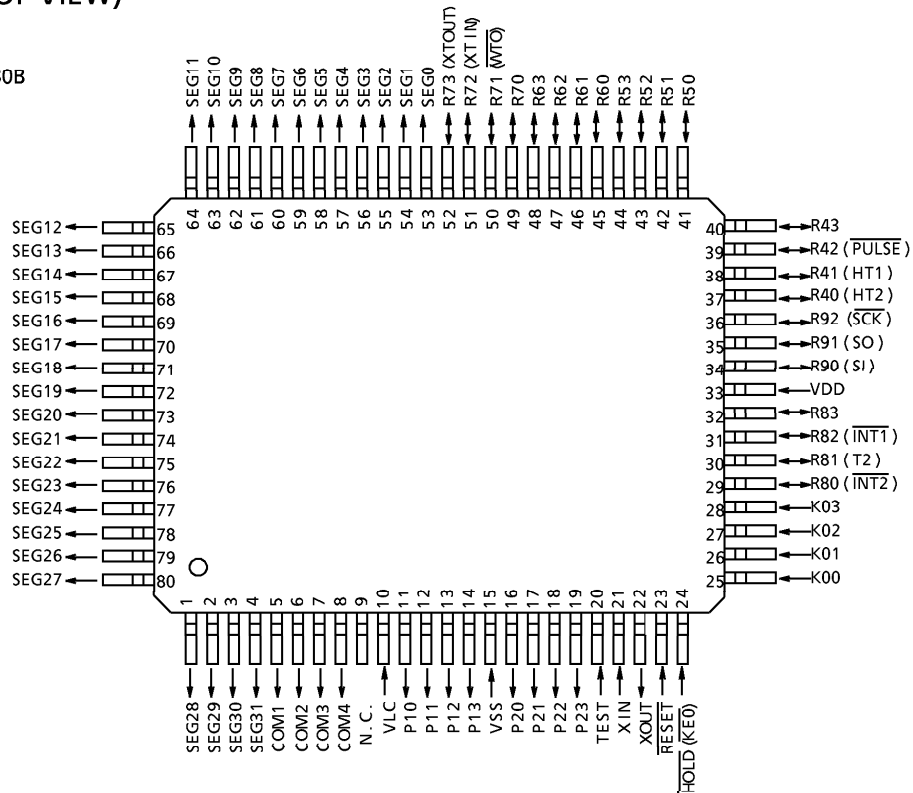 OP VIEW)
0B
SEG11
SEG10
SEG9
SEG8
SEG7
SEG6
SEG5
SEG4
SEG3
SEG2
SEG1
SEG0
R73 (XTOUT)
R72 (XTIN)
R71 (WTO)
R70
R63
R62
R61
R60
R53
R52
R51
R50
64 63 62 61 60 59 58 57 56 55 54 53 52 51 50 49 48 47 46 45 44 43 42 41
SEG12 65
SEG13 66
SEG14 67
SEG15 68
SEG16 69
SEG17 70
SEG18 71
SEG19 72
SEG20 73
SEG21 74
SEG22 75
SEG23 76
SEG24 77
SEG25 78
SEG26 79
SEG27 80
40 R43
39 R42 (PULSE)
38 R41 (HT1)
37 R40 (HT2)
36 R92 (SCK)
35 R91 (SO)
34 R90 (SI)
33 VDD
32 R83
31 R82 (INT1)
30 R81 (T2)
29 R80 (INT2)
28 K03
27 K02
26 K01
25 K00
1 2 3 4 5 6 7 8 9 10 11 12 13 14 15 16 17 18 19 20 21 22 23 24
SEG28
SEG29
SEG30
SEG31
COM1
COM2
COM3
COM4
N.C.
VLC
P10
P11
P12
P13
VSS
P20
P21
P22
P23
TEST
XIN
XOUT
RESET
HOLD (KE0)